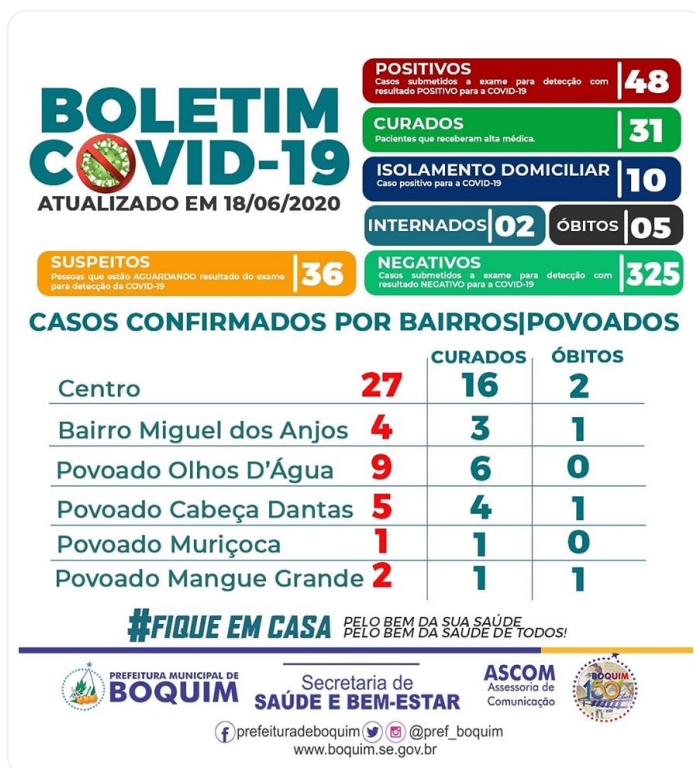 BOLETIM
COVID-19
ATUALIZADO EM 18/06/2020
POSITIVOS
Casos submetidos a exame para detecção com
resultado POSITIVO para a COVID-19
48
CURADOS
Pacientes que receberam alta médica.
31
ISOLAMENTO DOMICILIAR
Caso positivo para a COVID-19
10
INTERNADOS 02
ÓBITOS 05
SUSPEITOS
Pessoas que estão AGUARDANDO resultado do exame
para detecção da COVID-19
36
NEGATIVOS
Casos submetidos a exame para detecção com
resultado NEGATIVO para a COVID-19
325
CASOS CONFIRMADOS POR BAIRROS|POVOADOS
CURADOS ÓBITOS
Centro 27 16 2
Bairro Miguel dos Anjos 4 3 1
Povoado Olhos D'Água 9 6 0
Povoado Cabeça Dantas 5 4 1
Povoado Muriçoca 1 1 0
Povoado Mangue Grande 2 1 1
#FIQUE EM CASA
PELO BEM DA SUA SAÚDE
PELO BEM DA SAÚDE DE TODOS!
PREFEITURA MUNICIPAL DE
BOQUIM
Secretaria de
SAÚDE E BEM-ESTAR
ASCOM
Assessoria de
Comunicação
BOQUIM
150
prefeituradeboquim @pref_boquim
www.boquim.se.gov.br